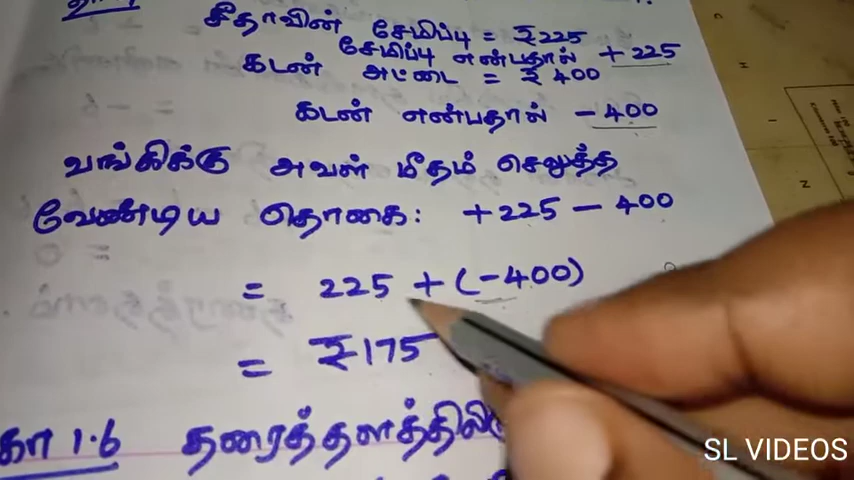 சீதாவின் சேமிப்பு = ₹225
சேமிப்பு என்பதால் +225
கடன் அட்டை = ₹400
கடன் என்பதால் -400
வங்கிக்கு அவள் மீதம் செலுத்த
வேண்டிய தொகை: +225 - 400
= 225 + (-400)
= ₹175
கா 1.6 தரைத்தளத்திலிரு
SL VIDEOS